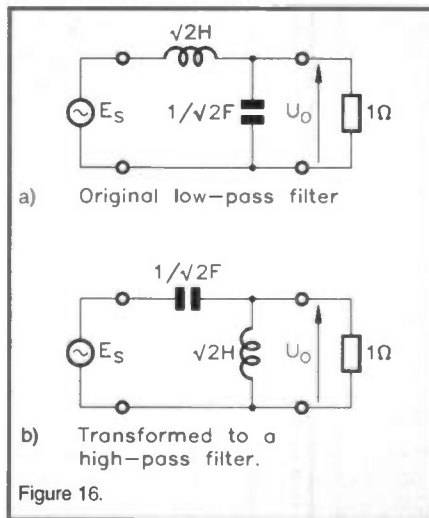 √2H
E_S
1/√2F
U_O
1Ω
a) Original low–pass filter
1/√2F
E_S
√2H
U_O
1Ω
b) Transformed to a
high–pass filter.
Figure 16.